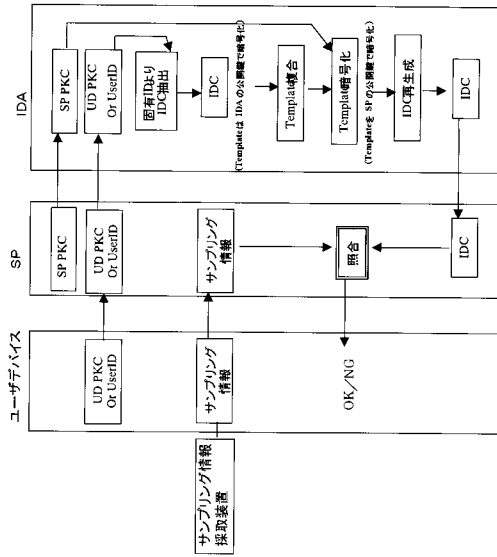 IDA
SP PKC
UD PKC
Or UserID
固有IDより
IDC抽出
IDC
(Templateは IDA の公開鍵で暗号化)
Template複合
Template暗号化
(Templateを SP の公開鍵で暗号化)
IDC再生成
IDC
SP
SP PKC
UD PKC
Or UserID
サンプリング
情報
照合
IDC
ユーザデバイス
UD PKC
Or UserID
サンプリング
情報
OK/NG
サンプリング情報
採取装置